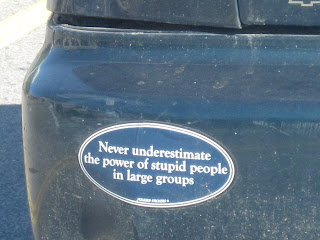 Never underestimate
the power of stupid people
in large groups